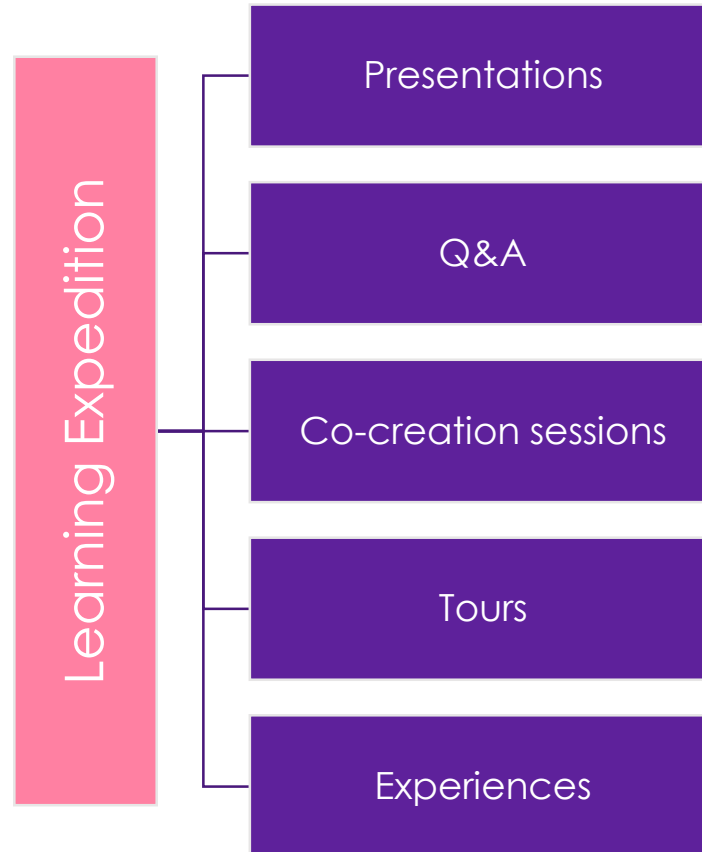 Learning Expedition
Presentations
Q&A
Co-creation sessions
Tours
Experiences